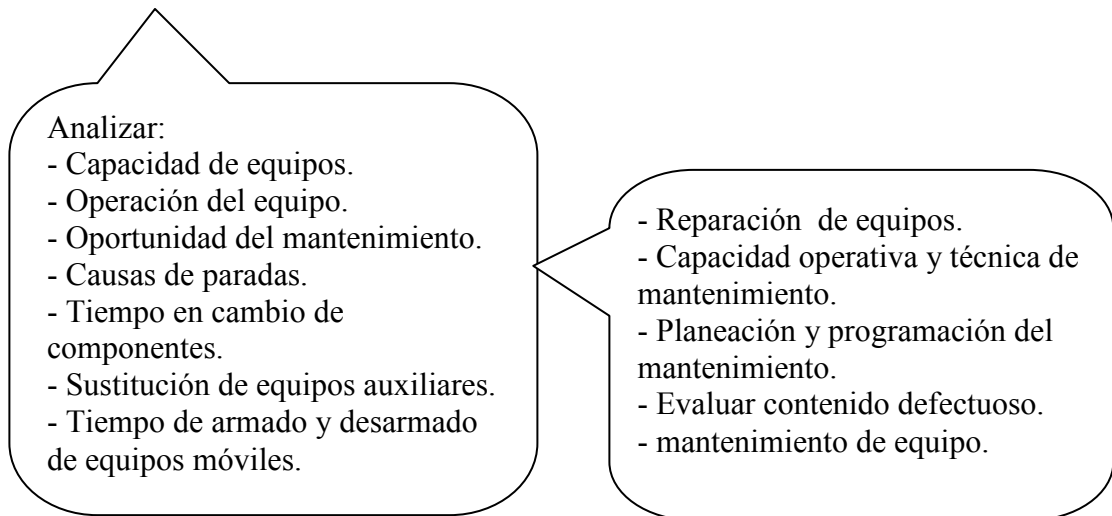 Analizar:
- Capacidad de equipos.
- Operación del equipo.
- Oportunidad del mantenimiento.
- Causas de paradas.
- Tiempo en cambio de
componentes.
- Sustitución de equipos auxiliares.
- Tiempo de armado y desarmado
de equipos móviles.
- Reparación  de equipos.
- Capacidad operativa y técnica de
mantenimiento.
- Planeación y programación del
mantenimiento.
- Evaluar contenido defectuoso.
- mantenimiento de equipo.